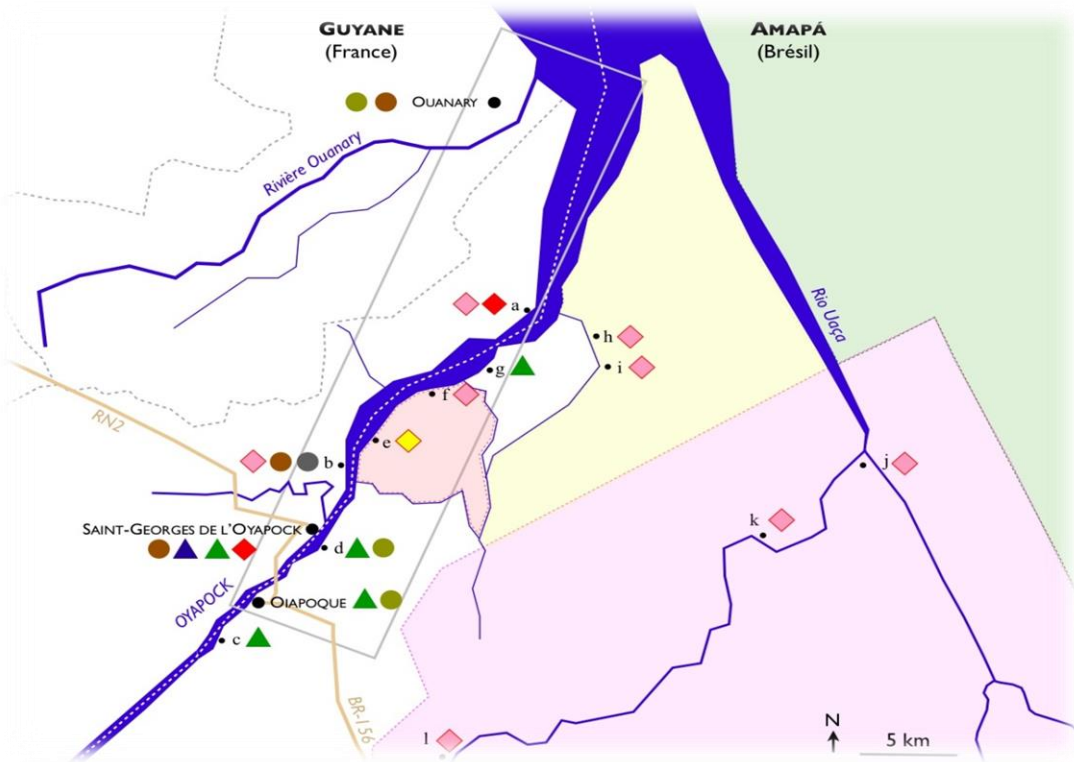 GUYANE
(France)
AMAPÁ
(Brésil)
OUANARY
Rivière Ouanary
Rio Uaça
a
h
g
i
f
RN2
e
b
j
k
SAINT-GEORGES DE L'OYAPOCK
d
OYAPOCK
OIAPOQUE
c
BR-156
l
N
5 km